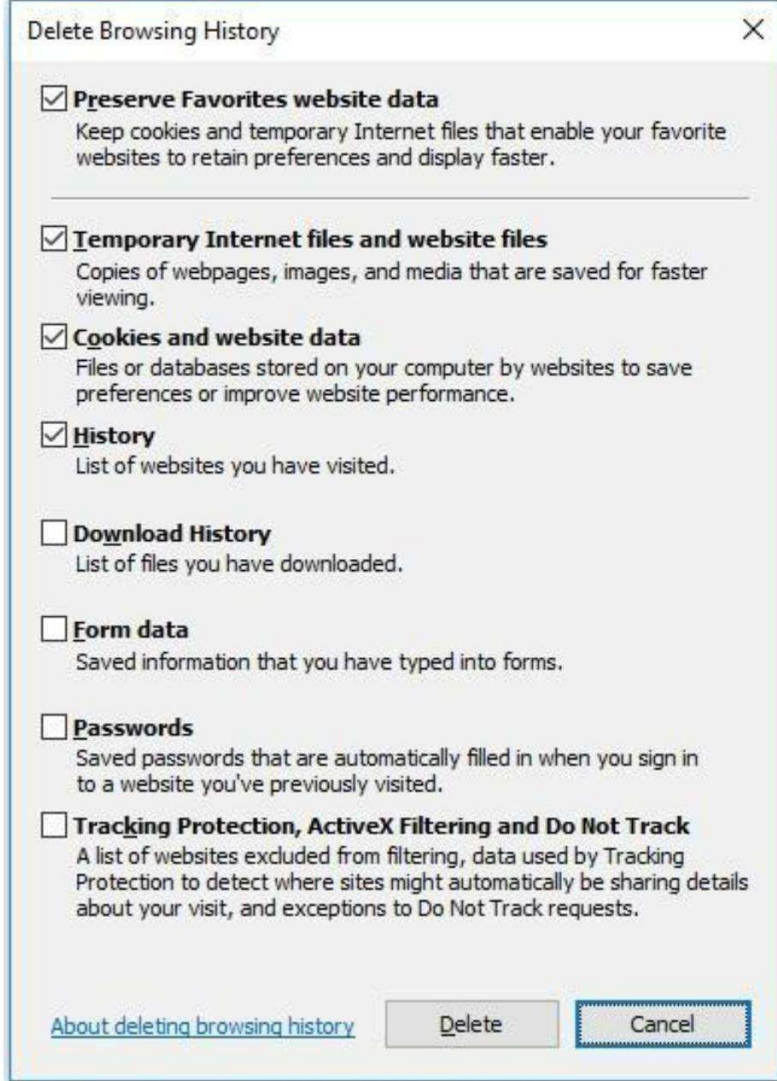 Delete Browsing History
Preserve Favorites website data
Keep cookies and temporary Internet files that enable your favorite
websites to retain preferences and display faster.
Temporary Internet files and website files
Copies of webpages, images, and media that are saved for faster
viewing.
Cookies and website data
Files or databases stored on your computer by websites to save
preferences or improve website performance.
History
List of websites you have visited.
Download History
List of files you have downloaded.
Form data
Saved information that you have typed into forms.
Passwords
Saved passwords that are automatically filled in when you sign in
to a website you've previously visited.
Tracking Protection, ActiveX Filtering and Do Not Track
A list of websites excluded from filtering, data used by Tracking
Protection to detect where sites might automatically be sharing details
about your visit, and exceptions to Do Not Track requests.
About deleting browsing history Delete Cancel